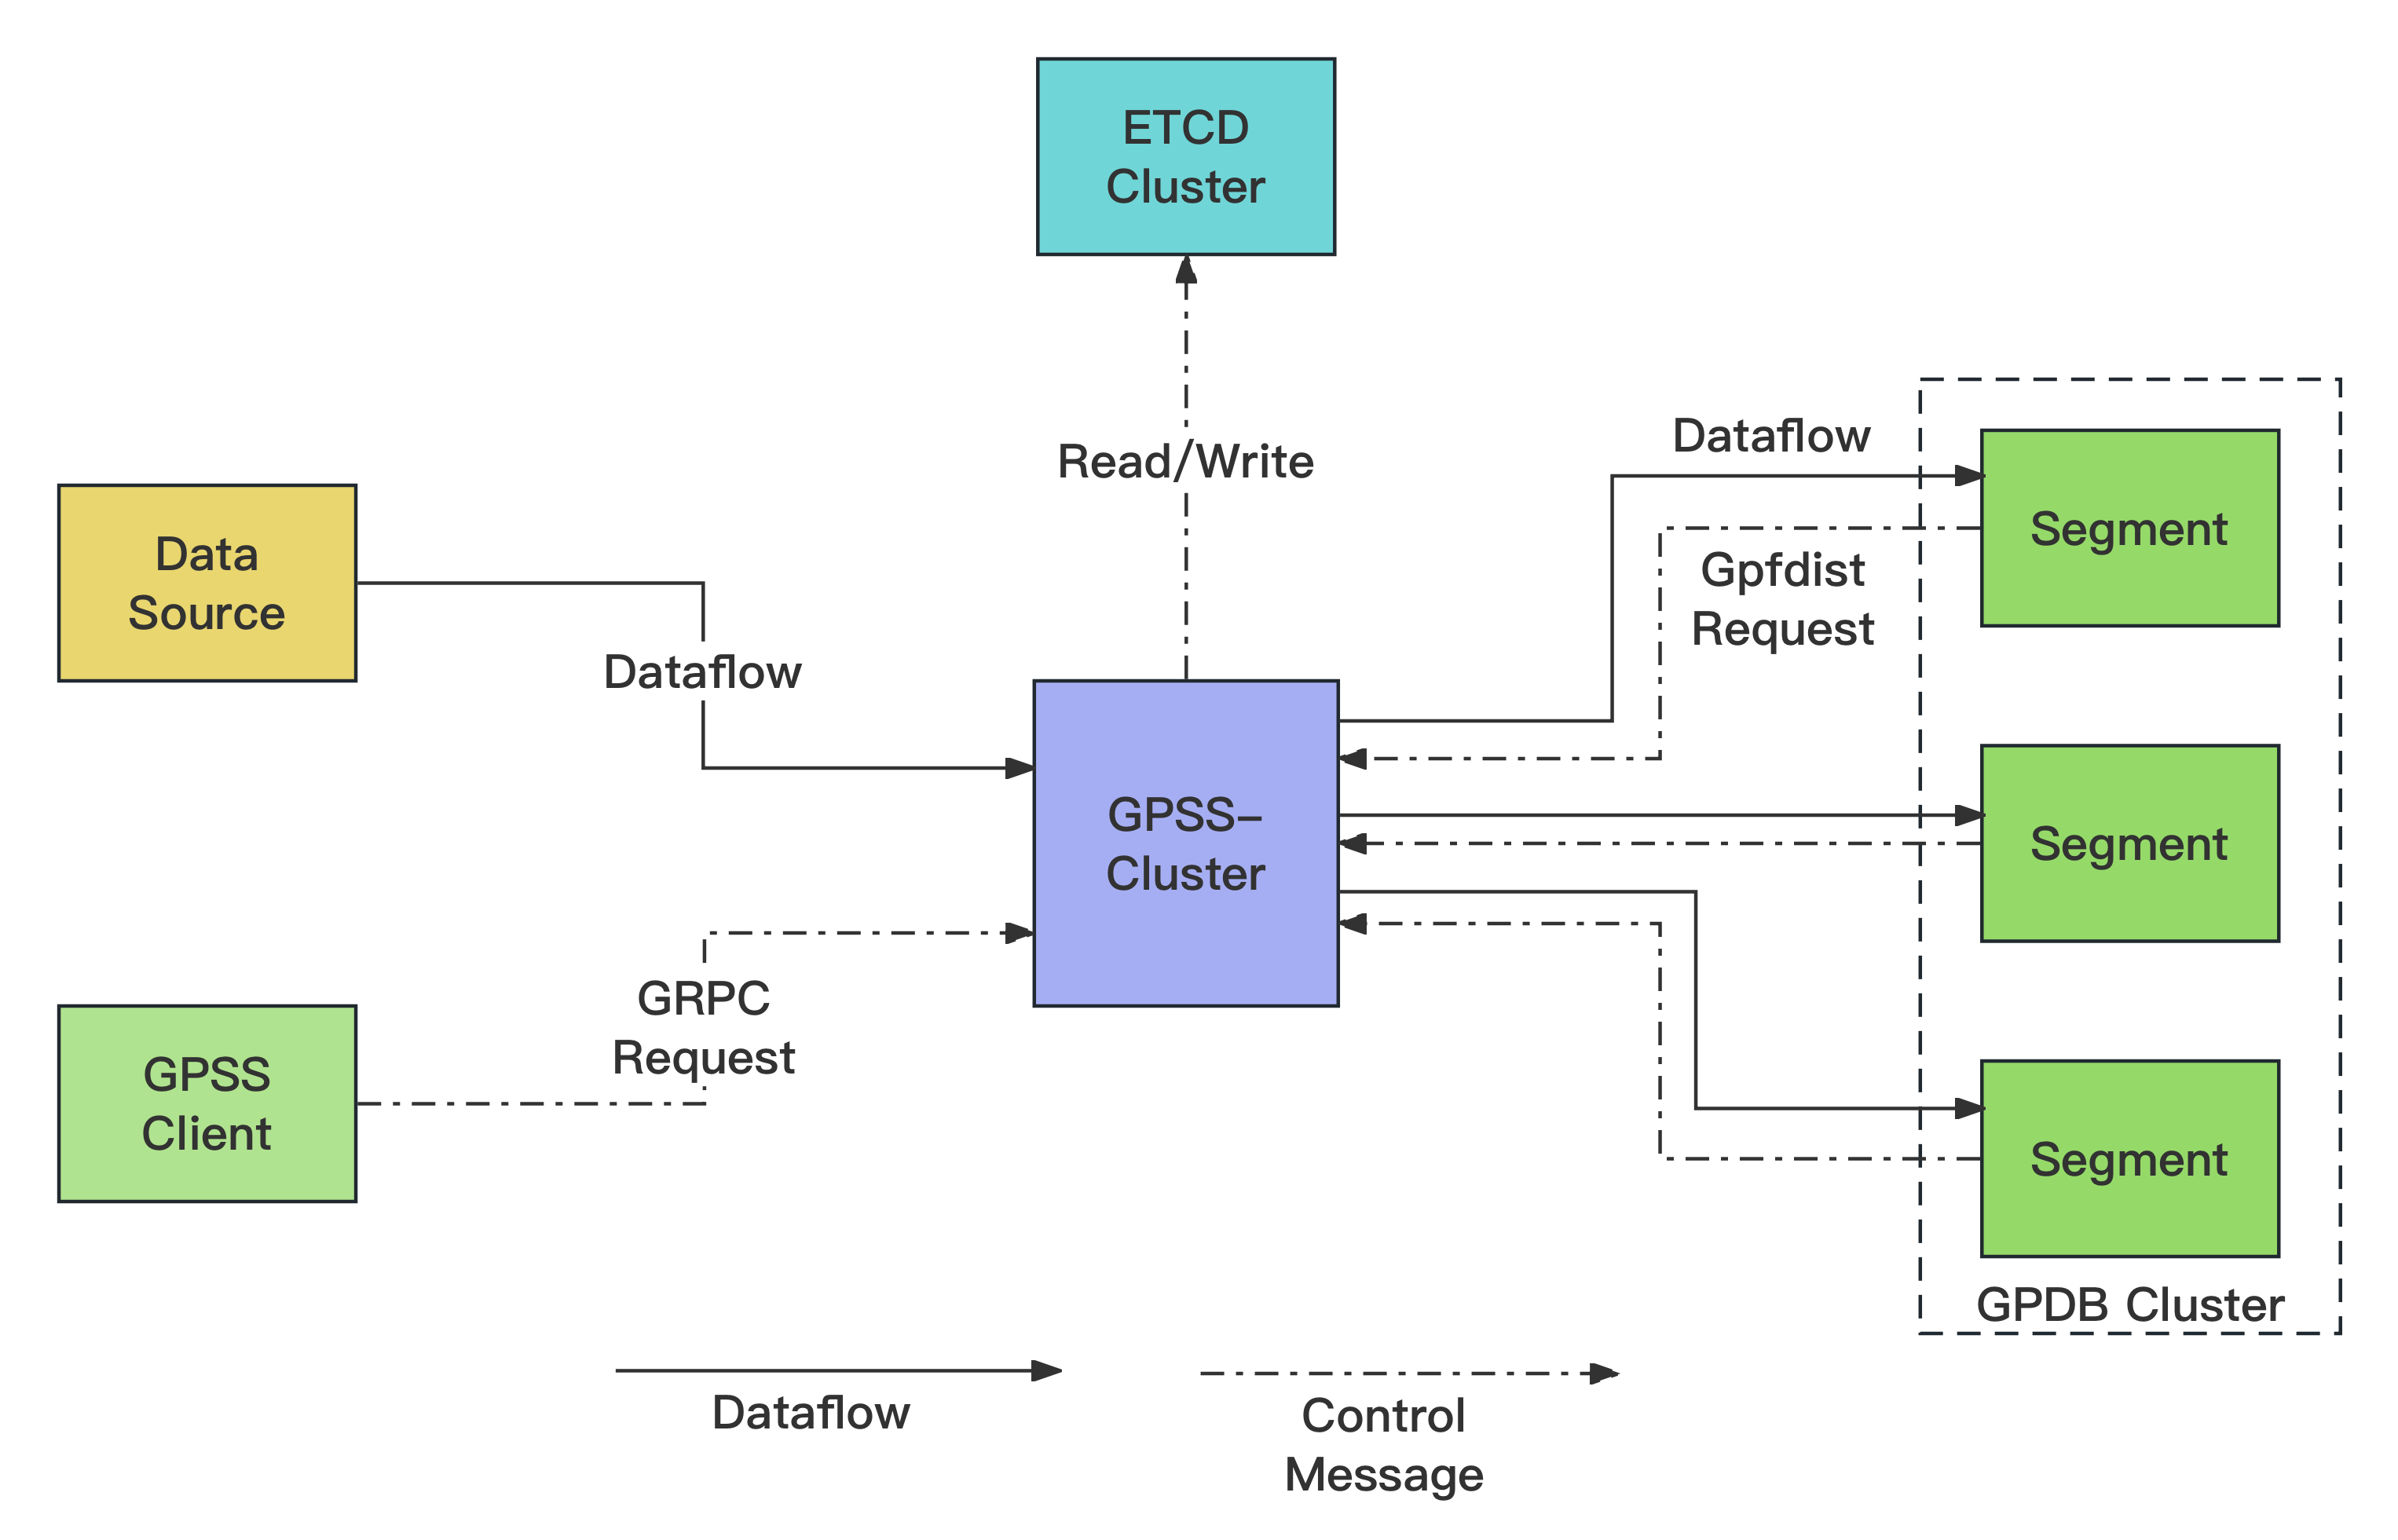 ETCD
Cluster
Read/Write
Dataflow
Segment
Data
Source
Gpfdist
Request
Dataflow
GPSS–
Cluster
Segment
GRPC
Request
GPSS
Client
Segment
GPDB Cluster
Dataflow
Control
Message